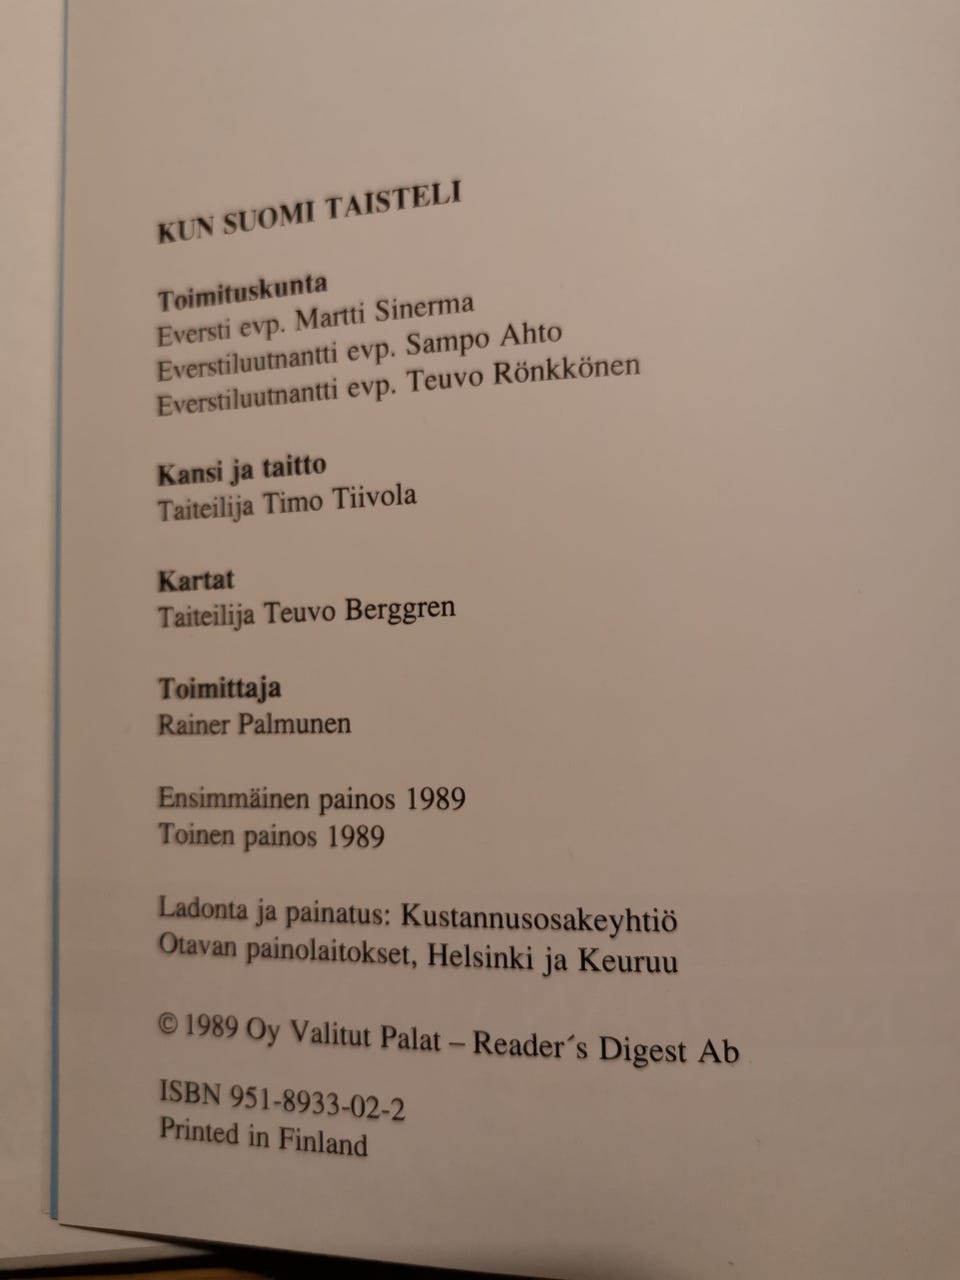 KUN SUOMI TAISTELI
Toimituskunta
Eversti evp. Martti Sinerma
Everstiluutnantti evp. Sampo Ahto
Everstiluutnantti evp. Teuvo Rönkkönen
Kansi ja taitto
Taiteilija Timo Tiivola
Kartat
Taiteilija Teuvo Berggren
Toimittaja
Rainer Palmunen
Ensimmäinen painos 1989
Toinen painos 1989
Ladonta ja painatus: Kustannusosakeyhtiö
Otavan painolaitokset, Helsinki ja Keuruu
© 1989 Oy Valitut Palat – Reader´s Digest Ab
ISBN 951-8933-02-2
Printed in Finland